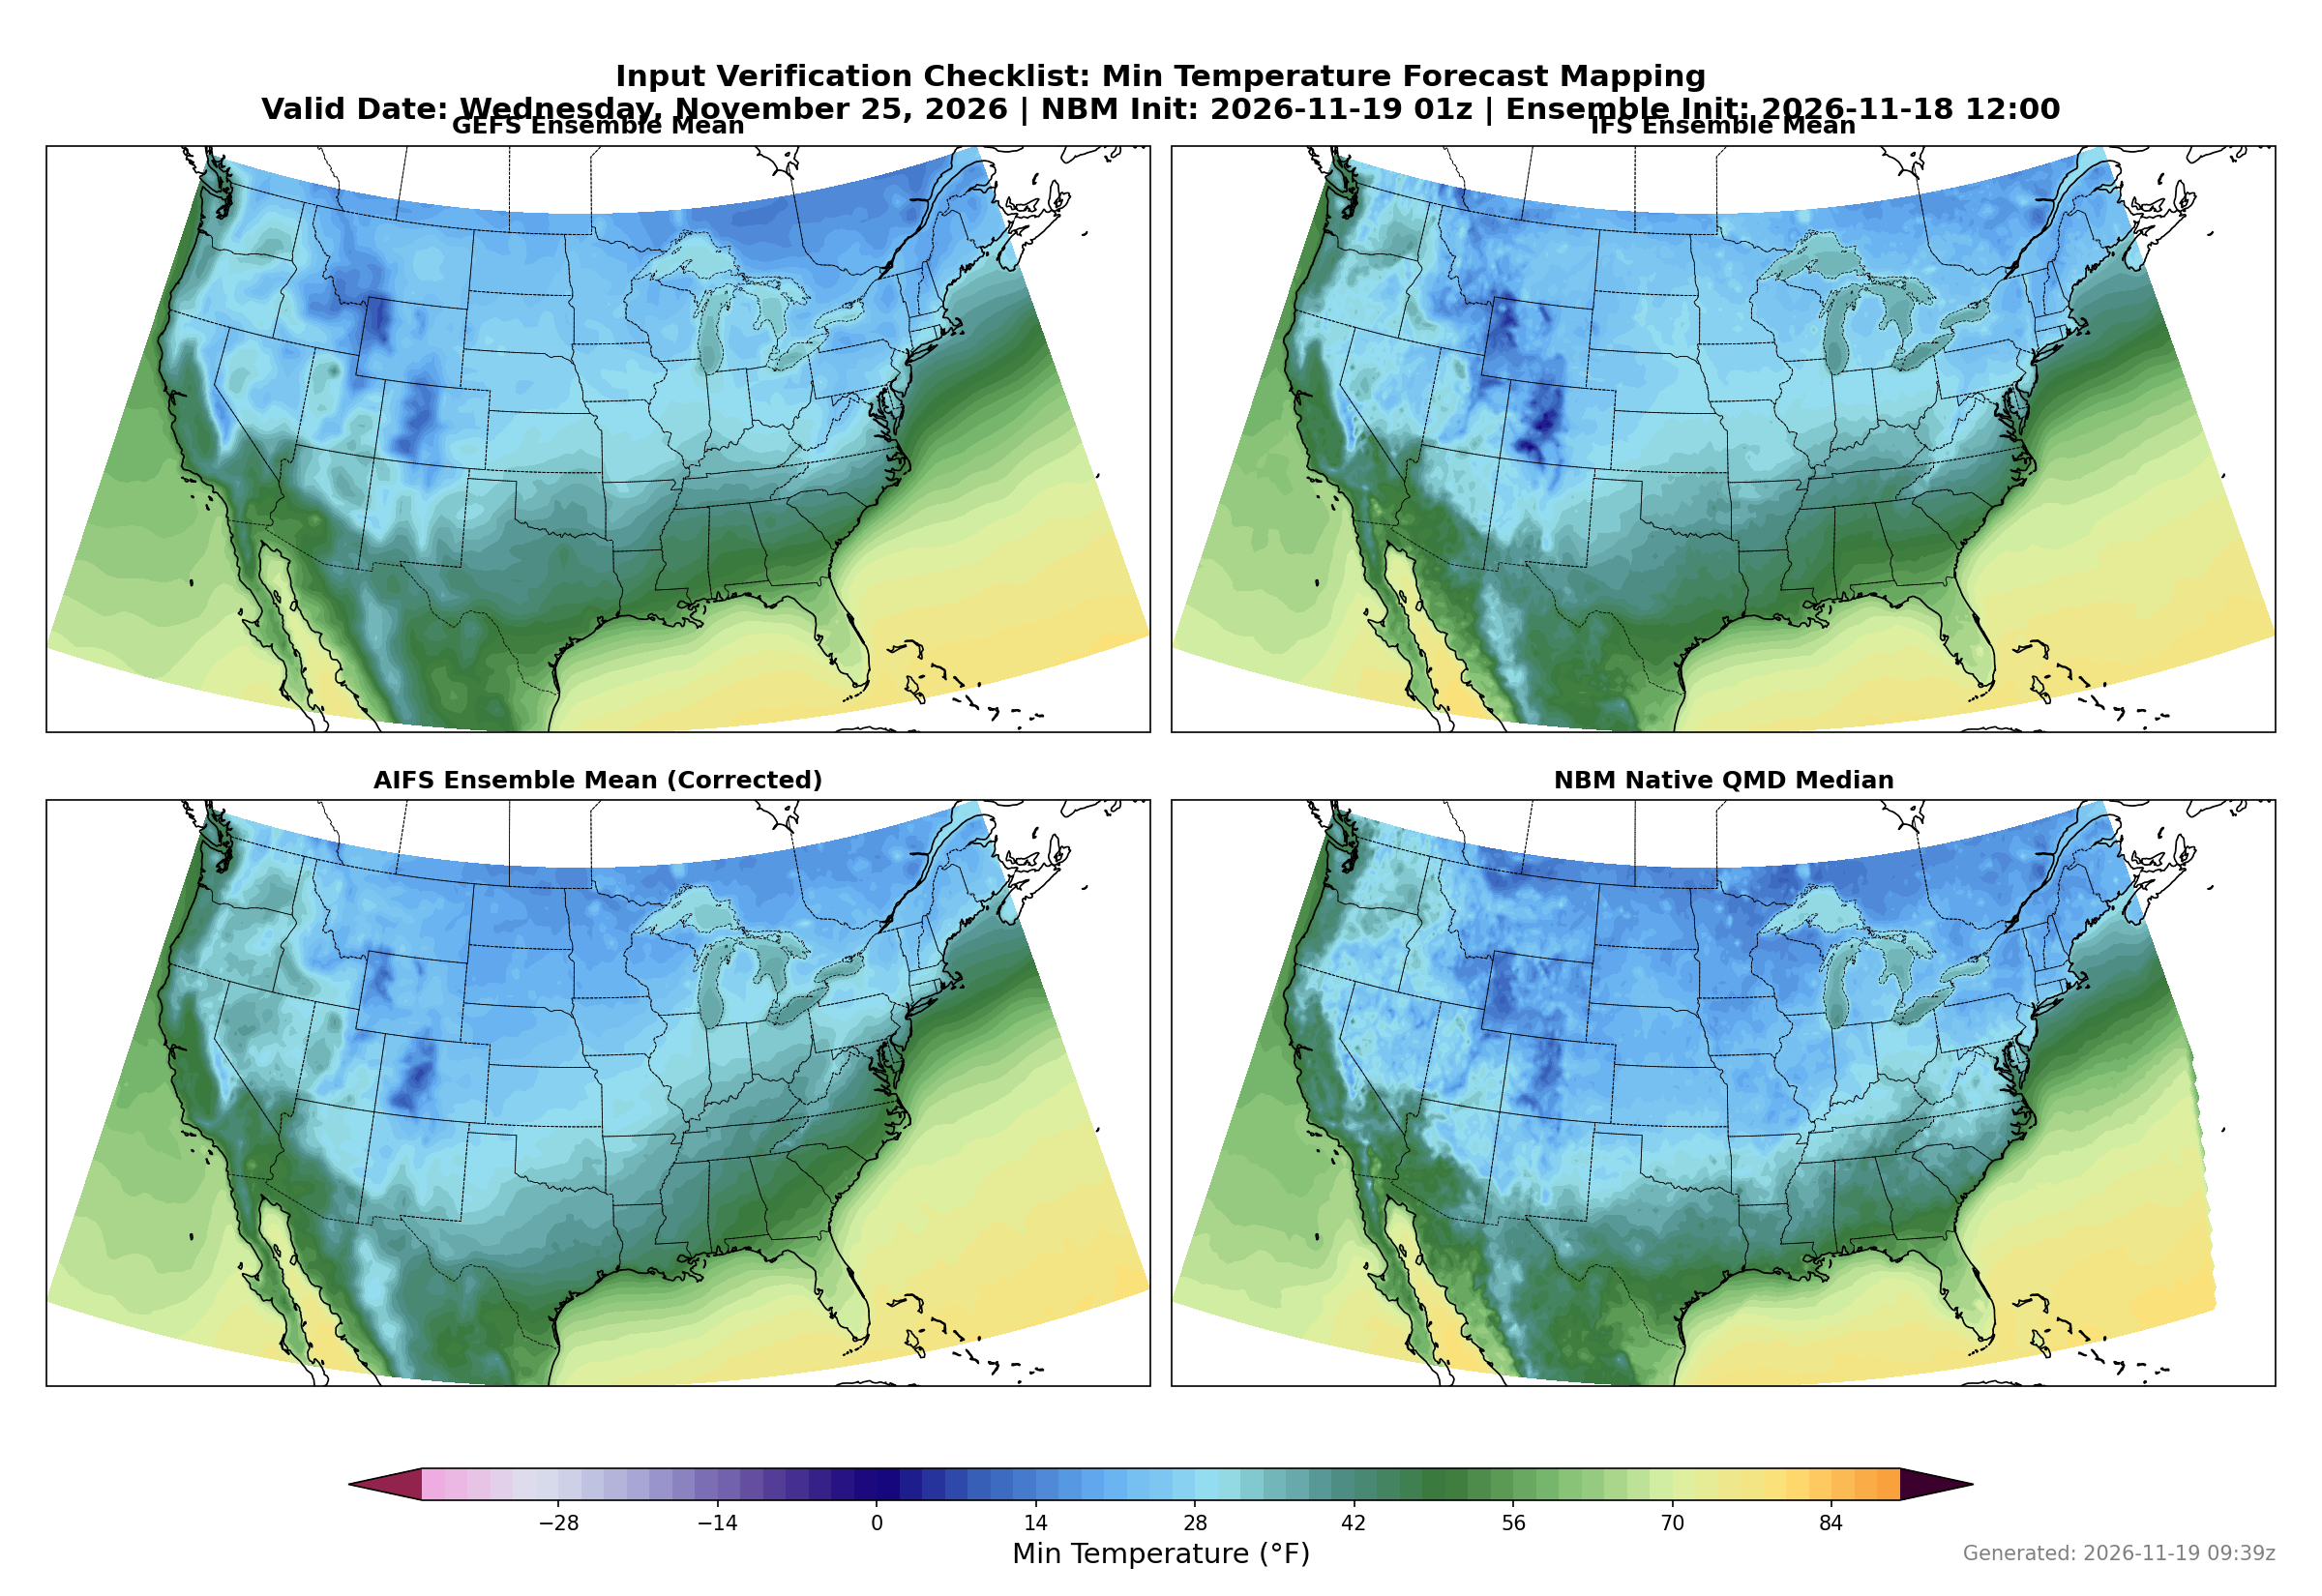 Input Verification Checklist: Min Temperature Forecast Mapping
Valid Date: Wednesday, November 25, 2026 | NBM Init: 2026-11-19 01z | Ensemble Init: 2026-11-18 12:00
GEFS Ensemble Mean
IFS Ensemble Mean
AIFS Ensemble Mean (Corrected)
NBM Native QMD Median
−28 −14 0 14 28 42 56 70 84
Min Temperature (°F)
Generated: 2026-11-19 09:39z